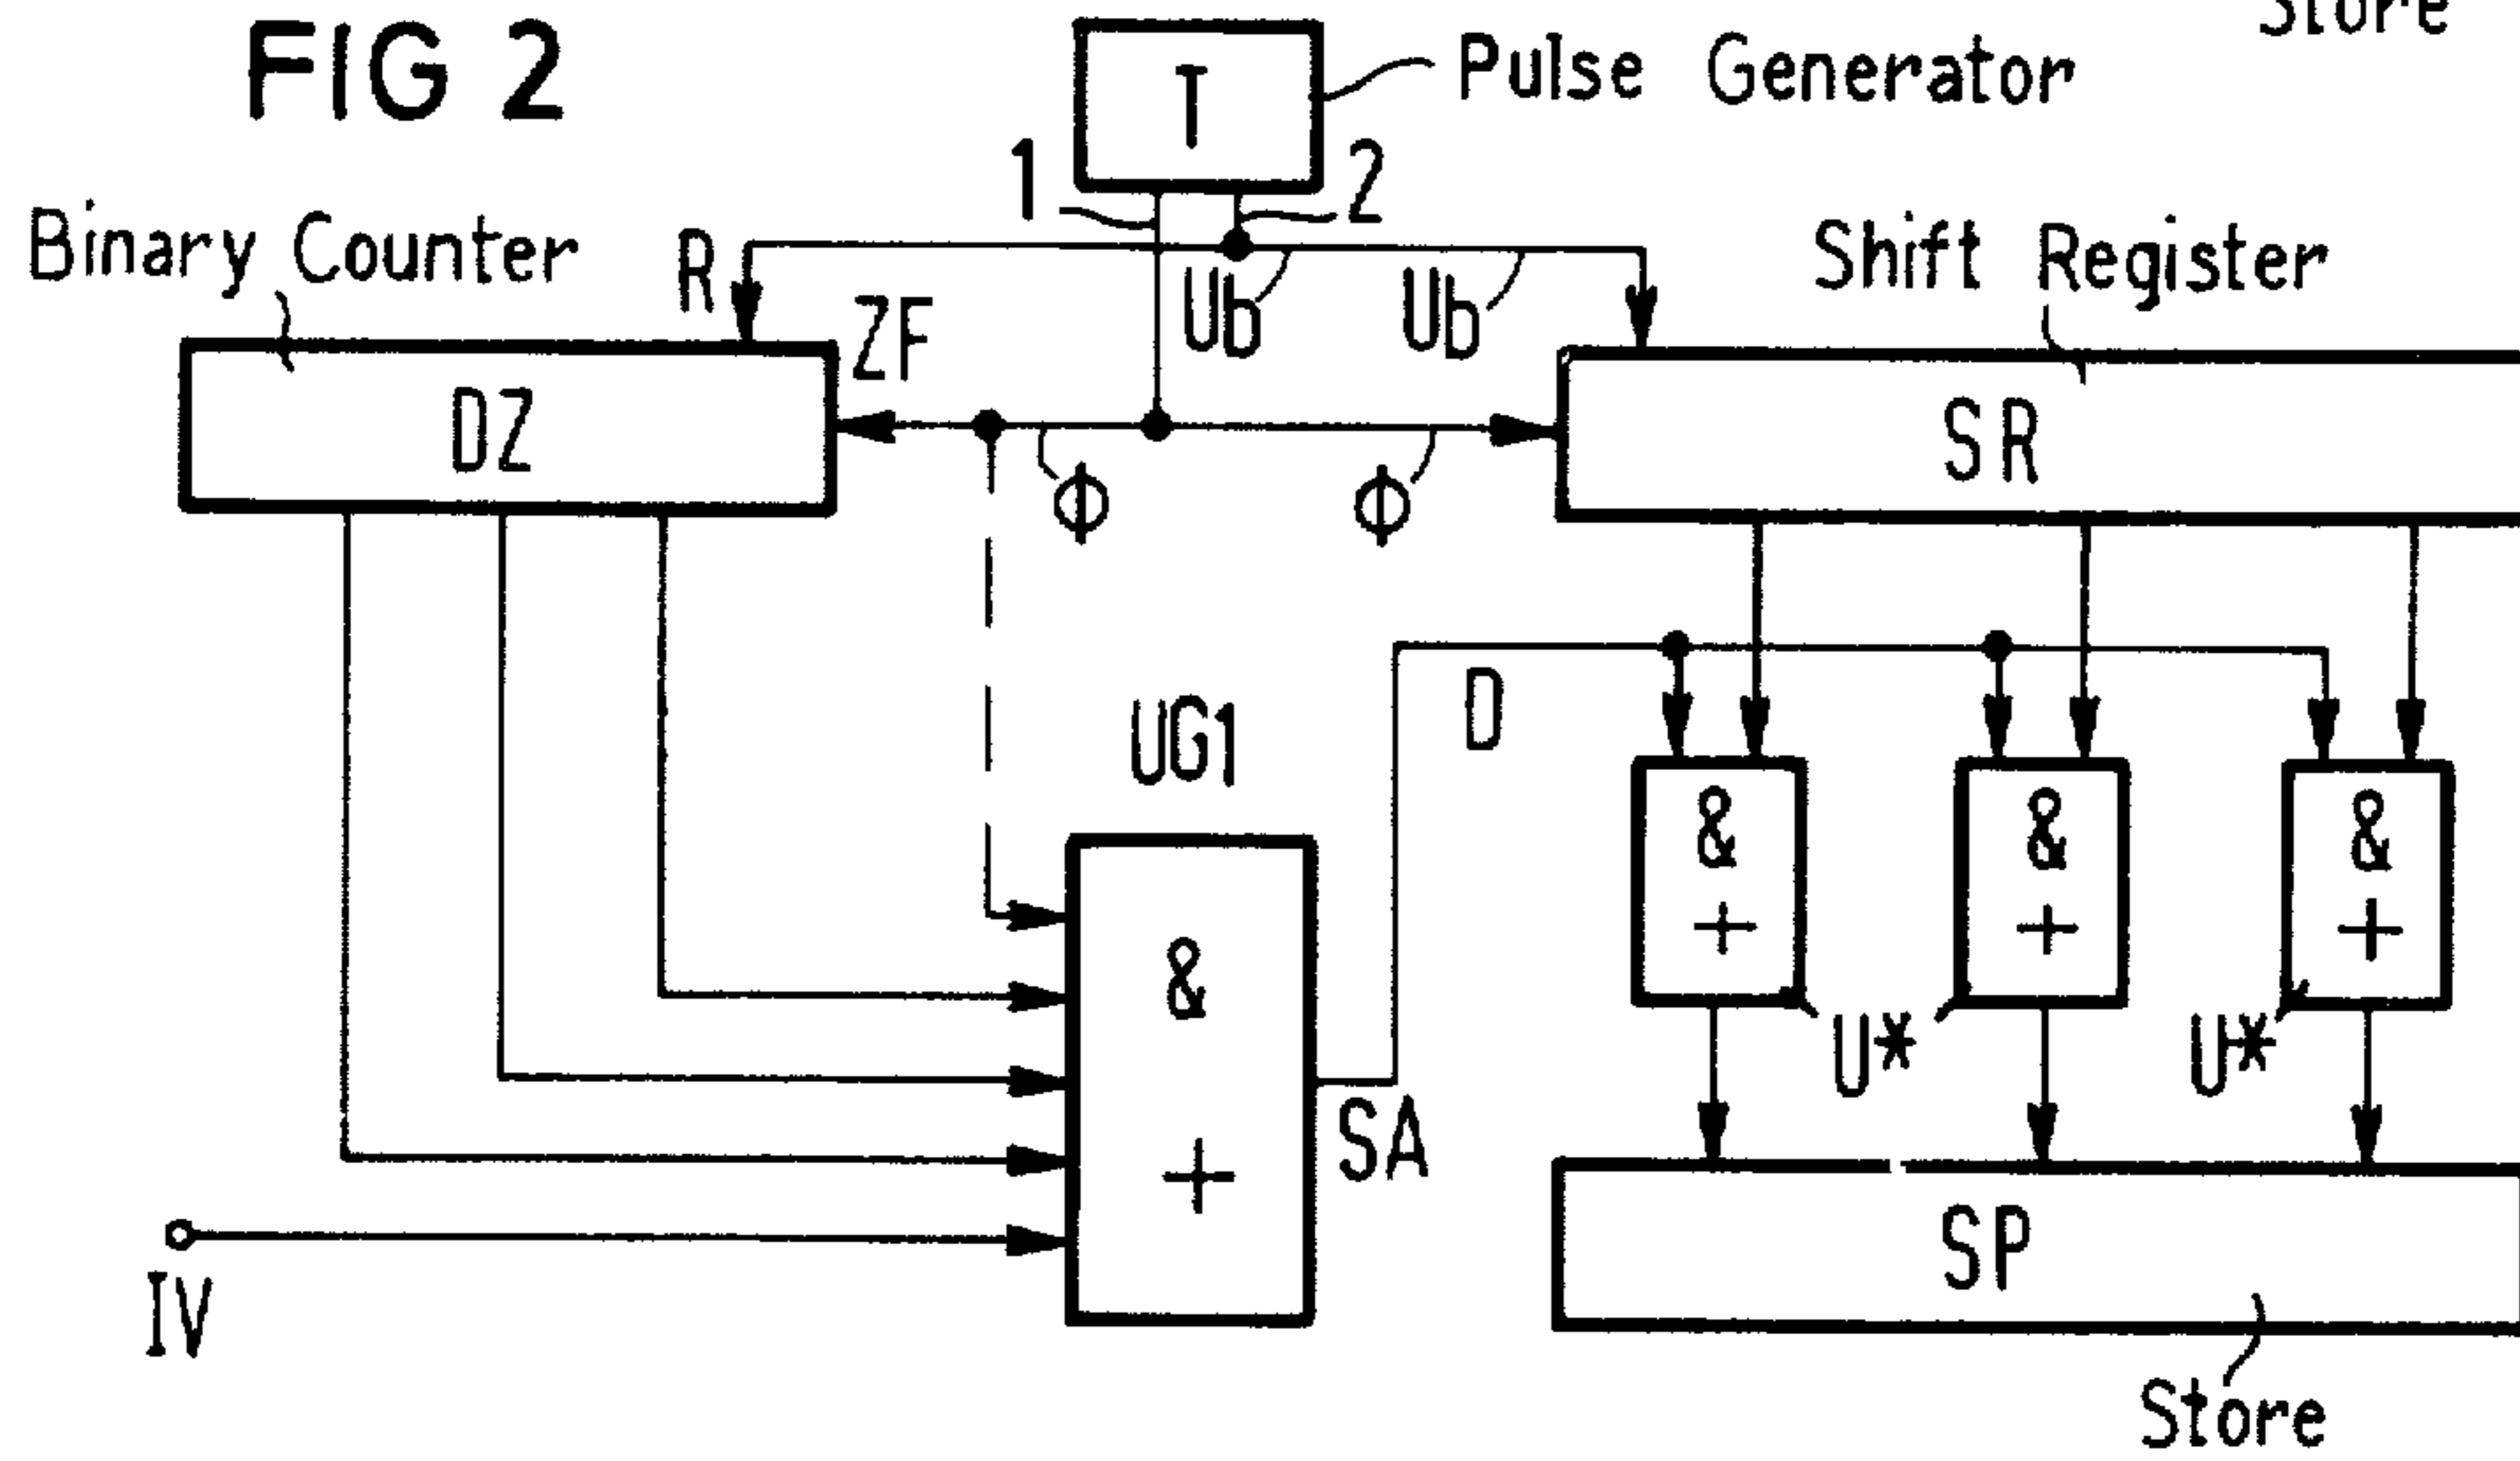 Store
FIG 2
T
Pulse Generator
1
2
Binary Counter
R
ZF
Ub
Ub
Shift Register
DZ
SR
ϕ
ϕ
D
UG1
&
+
&
+
&
+
&
+
U*
U*
SA
IV
SP
Store